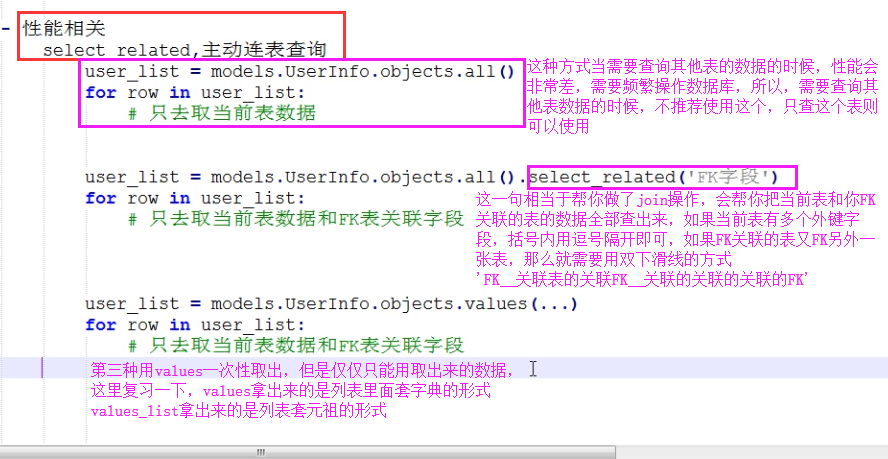 - 性能相关
select related,主动连表查询
user_list = models.UserInfo.objects.all()
for row in user_list:
# 只去取当前表数据
这种方式当需要查询其他表的数据的时候，性能会
非常差，需要频繁操作数据库，所以，需要查询其
他表数据的时候，不推荐使用这个，只查这个表则
可以使用
user_list = models.UserInfo.objects.all().select_related('FK字段')
for row in user_list:
# 只去取当前表数据和FK表关联字段
这一句相当于帮你做了join操作，会帮你把当前表和你FK
关联的表的数据全部查出来，如果当前表有多个外键字
段，括号内用逗号隔开即可，如果FK关联的表又FK另外一
张表，那么就需要用双下滑线的方式
'FK__关联表的关联FK__关联的关联的关联的FK'
user_list = models.UserInfo.objects.values(...)
for row in user_list:
# 只去取当前表数据和FK表关联字段
第三种用values一次性取出，但是仅仅只能用取出来的数据，
这里复习一下，values拿出来的是列表里面套字典的形式
values_list拿出来的是列表套元祖的形式